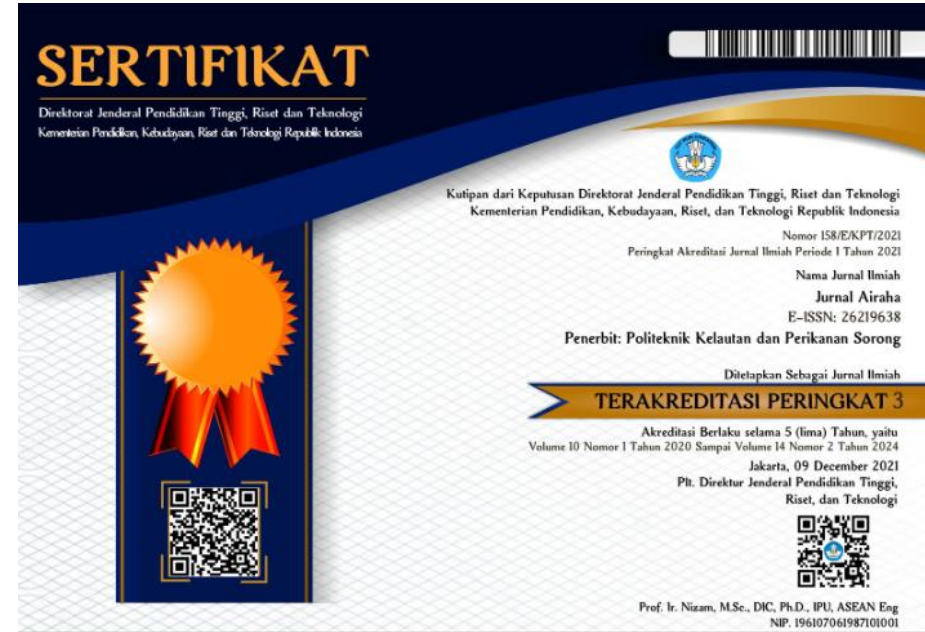 SERTIFIKAT
Direktorat Jenderal Pendidikan Tinggi, Riset dan Teknologi
Kementerian Pendidikan, Kebudayaan, Riset dan Teknologi Republik Indonesia
Kutipan dari Keputusan Direktorat Jenderal Pendidikan Tinggi, Riset dan Teknologi
Kementerian Pendidikan, Kebudayaan, Riset, dan Teknologi Republik Indonesia
Nomor 158/E/KPT/2021
Peringkat Akreditasi Jurnal Ilmiah Periode 1 Tahun 2021
Nama Jurnal Ilmiah
Jurnal Airaha
E-ISSN: 26219638
Penerbit: Politeknik Kelautan dan Perikanan Sorong
Ditetapkan Sebagai Jurnal Ilmiah
TERAKREDITASI PERINGKAT 3
Akreditasi Berlaku selama 5 (lima) Tahun, yaitu
Volume 10 Nomor 1 Tahun 2020 Sampai Volume 14 Nomor 2 Tahun 2024
Jakarta, 09 December 2021
Plt. Direktur Jenderal Pendidikan Tinggi,
Riset, dan Teknologi
Prof. Ir. Nizam, M.Sc., DIC, Ph.D., IPU, ASEAN Eng
NIP. 196107061987101001